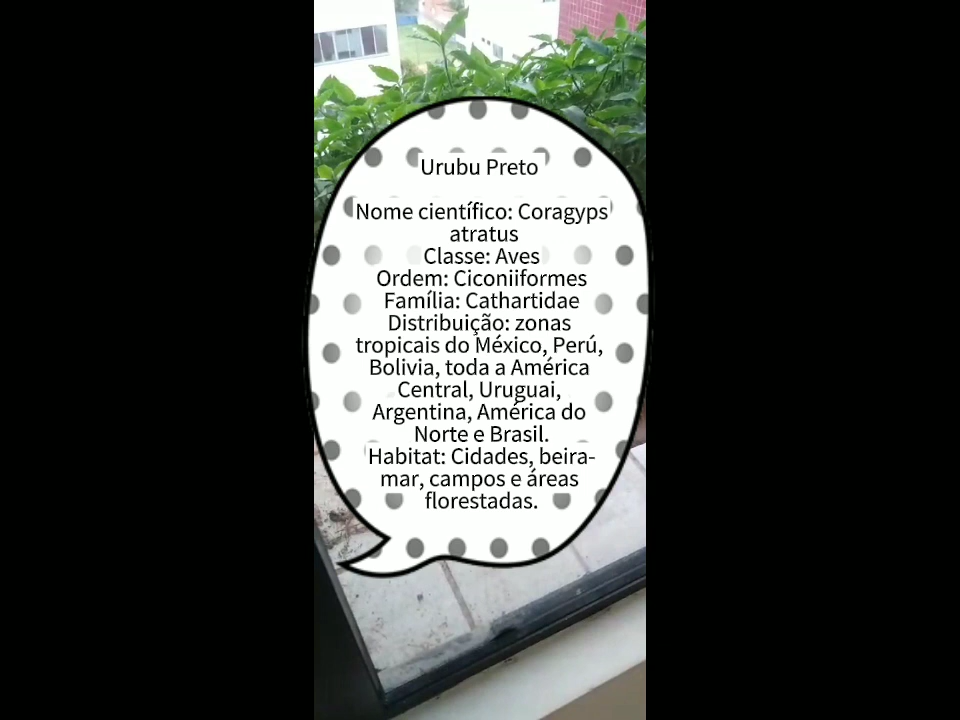 Urubu Preto
Nome científico: Coragyps
atratus
Classe: Aves
Ordem: Ciconiiformes
Família: Cathartidae
Distribuição: zonas
tropicais do México, Perú,
Bolivia, toda a América
Central, Uruguai,
Argentina, América do
Norte e Brasil.
Habitat: Cidades, beira-
mar, campos e áreas
florestadas.